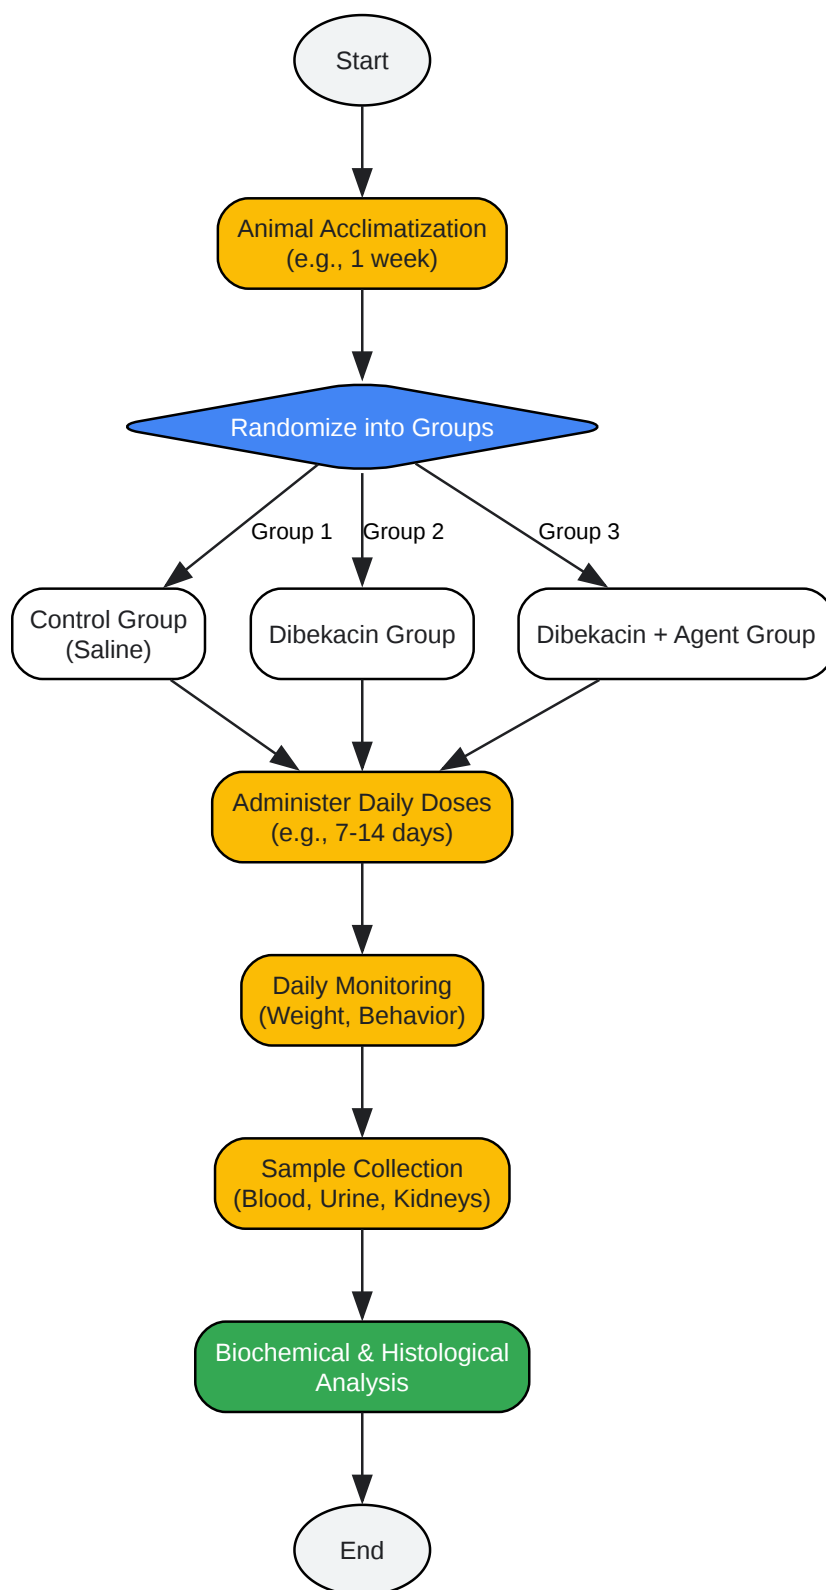 Start
Animal Acclimatization
(e.g., 1 week)
Randomize into Groups
Group 1
Group 2
Group 3
Control Group
(Saline)
Dibekacin Group
Dibekacin + Agent Group
Administer Daily Doses
(e.g., 7-14 days)
Daily Monitoring
(Weight, Behavior)
Sample Collection
(Blood, Urine, Kidneys)
Biochemical & Histological
Analysis
End